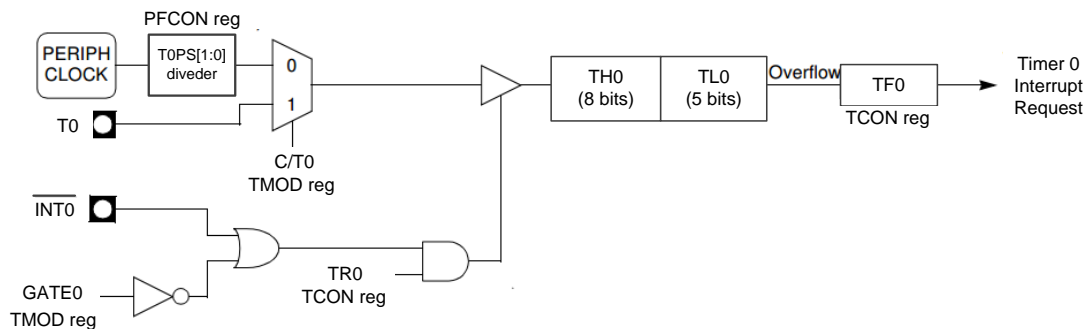 PFCON reg
PERIPH
CLOCK
T0PS[1:0]
diveder
0
1
T0
C/T0
TMOD reg
TH0
(8 bits)
TL0
(5 bits)
Overflow
TF0
TCON reg
Timer 0
Interrupt
Request
INT0
TR0
TCON reg
GATE0
TMOD reg